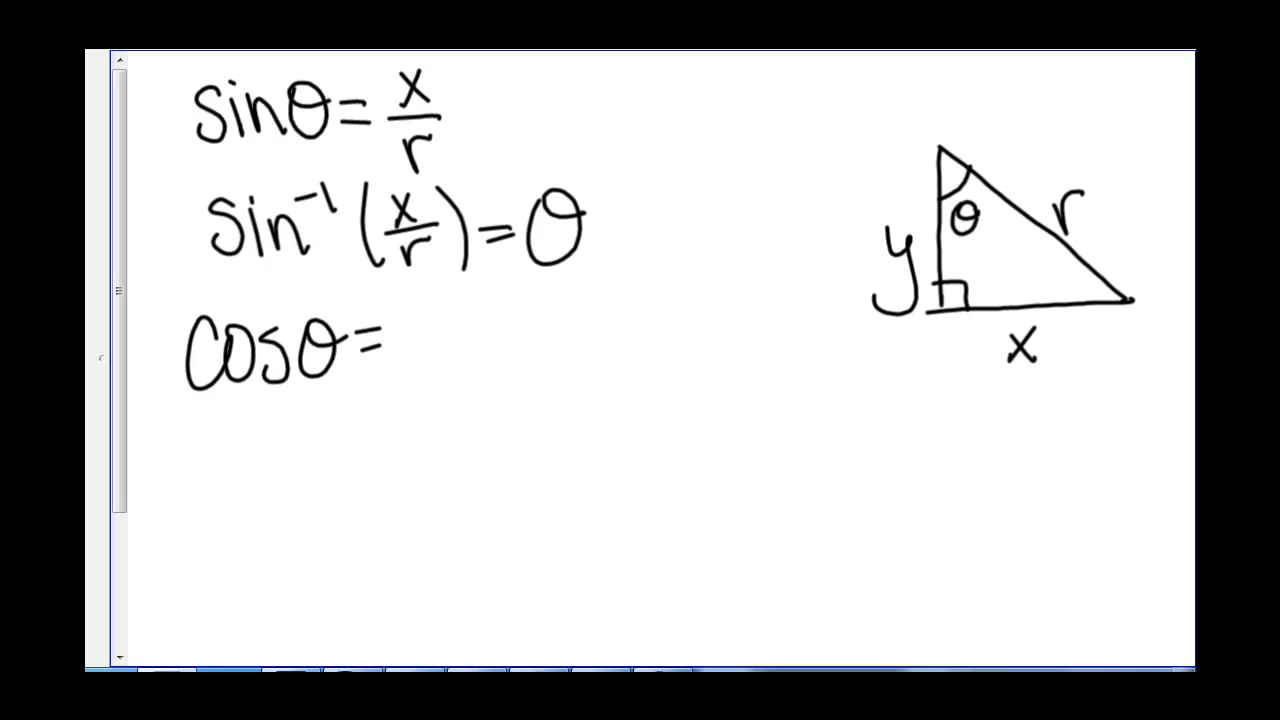 sinθ = x/r
sin⁻¹(x/r) = θ
cosθ =
θ
r
y
x